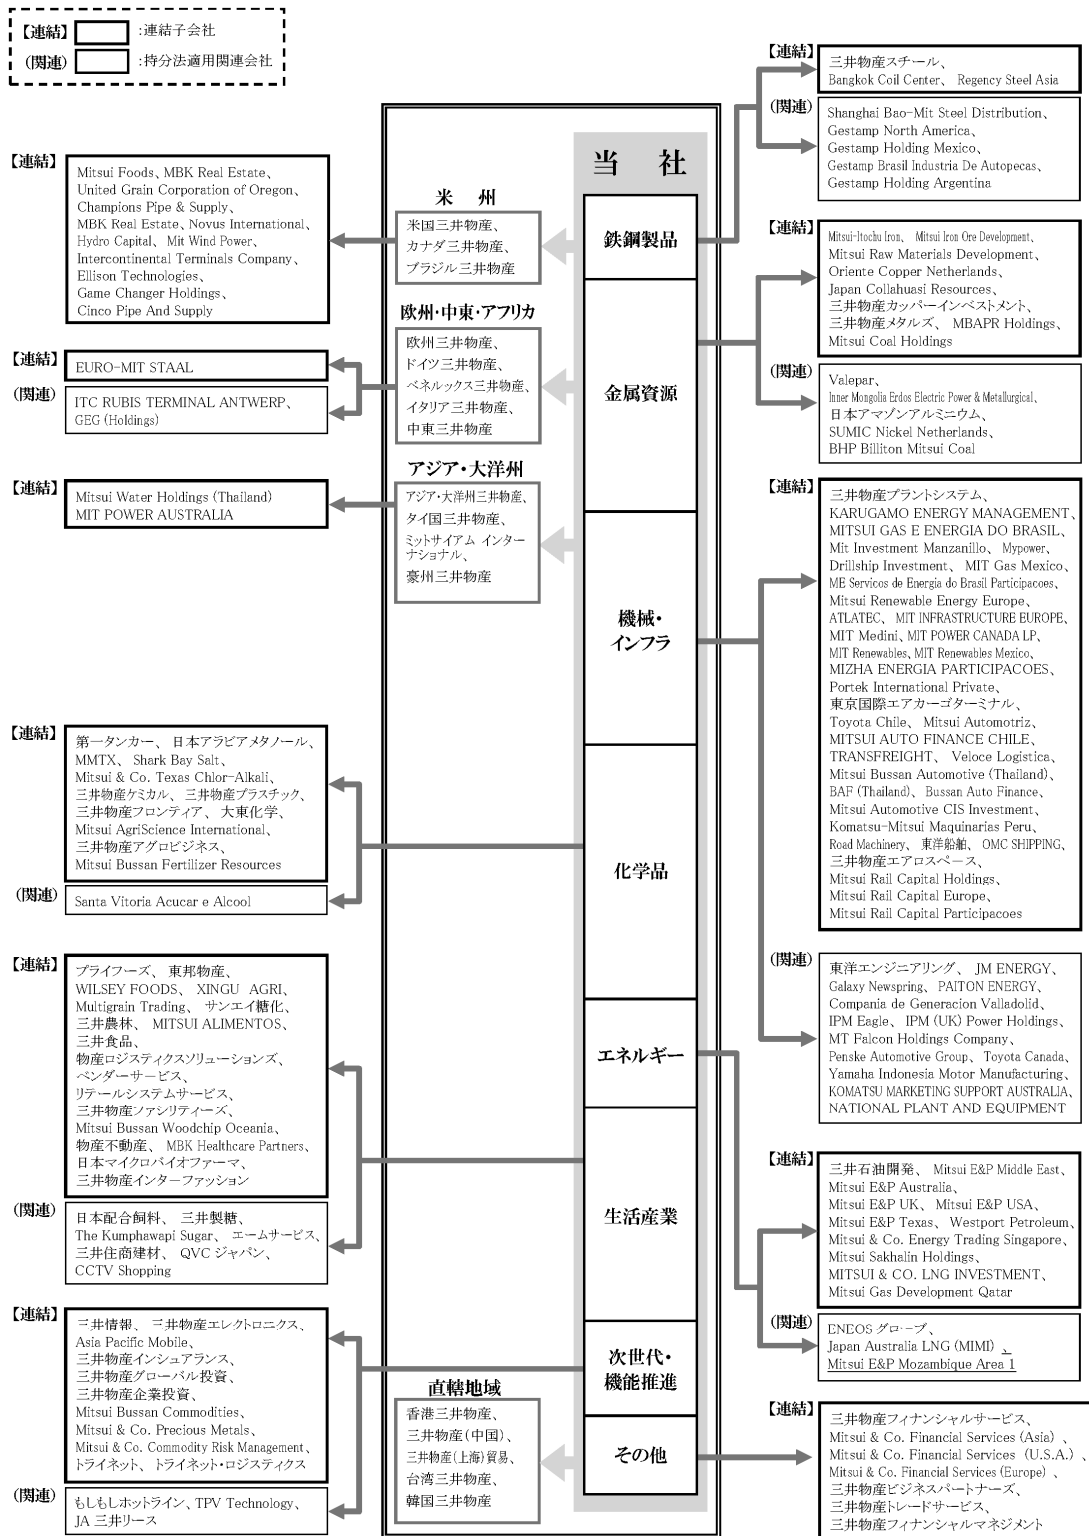 【連結】 :連結子会社
(関連) :持分法適用関連会社
当 社
鉄鋼製品
金属資源
機械・
インフラ
化学品
エネルギー
生活産業
次世代・
機能推進
その他
米 州
米国三井物産、
カナダ三井物産、
ブラジル三井物産
欧州・中東・アフリカ
欧州三井物産、
ドイツ三井物産、
ベネルックス三井物産、
イタリア三井物産、
中東三井物産
アジア・大洋州
アジア・大洋州三井物産、
タイ国三井物産、
ミットサイアム インター
ナショナル、
豪州三井物産
直轄地域
香港三井物産、
三井物産(中国)、
三井物産(上海)貿易、
台湾三井物産、
韓国三井物産
【連結】
Mitsui Foods、MBK Real Estate、
United Grain Corporation of Oregon、
Champions Pipe & Supply、
MBK Real Estate、Novus International、
Hydro Capital、 Mit Wind Power、
Intercontinental Terminals Company、
Ellison Technologies、
Game Changer Holdings、
Cinco Pipe And Supply
【連結】
EURO-MIT STAAL
(関連)
ITC RUBIS TERMINAL ANTWERP、
GEG (Holdings)
【連結】
Mitsui Water Holdings (Thailand)
MIT POWER AUSTRALIA
【連結】
第一タンカー、 日本アラビアメタノール、
MMTX、 Shark Bay Salt、
Mitsui & Co. Texas Chlor-Alkali、
三井物産ケミカル、 三井物産プラスチック、
三井物産フロンティア、 大東化学、
Mitsui AgriScience International、
三井物産アグロビジネス、
Mitsui Bussan Fertilizer Resources
(関連)
Santa Vitoria Acucar e Alcool
【連結】
プライフーズ、 東邦物産、
WILSEY FOODS、 XINGU AGRI、
Multigrain Trading、 サンエイ糖化、
三井農林、 MITSUI ALIMENTOS、
三井食品、
物産ロジスティクスソリューションズ、
ベンダーサービス、
リテールシステムサービス、
三井物産ファシリティーズ、
Mitsui Bussan Woodchip Oceania、
物産不動産、 MBK Healthcare Partners、
日本マイクロバイオファーマ、
三井物産インターファッション
(関連)
日本配合飼料、 三井製糖、
The Kumphawapi Sugar、 エームサービス、
三井住商建材、 QVC ジャパン、
CCTV Shopping
【連結】
三井情報、 三井物産エレクトロニクス、
Asia Pacific Mobile、
三井物産インシュアランス、
三井物産グローバル投資、
三井物産企業投資、
Mitsui Bussan Commodities、
Mitsui & Co. Precious Metals、
Mitsui & Co. Commodity Risk Management、
トライネット、 トライネット・ロジスティクス
(関連)
もしもしホットライン、TPV Technology、
JA 三井リース
【連結】
三井物産スチール、
Bangkok Coil Center、 Regency Steel Asia
(関連)
Shanghai Bao-Mit Steel Distribution、
Gestamp North America、
Gestamp Holding Mexico、
Gestamp Brasil Industria De Autopecas、
Gestamp Holding Argentina
【連結】
Mitsui-Itochu Iron、 Mitsui Iron Ore Development、
Mitsui Raw Materials Development、
Oriente Copper Netherlands、
Japan Collahuasi Resources、
三井物産カッパーインベストメント、
三井物産メタルズ、 MBAPR Holdings、
Mitsui Coal Holdings
(関連)
Valepar、
Inner Mongolia Erdos Electric Power & Metallurgical、
日本アマゾンアルミニウム、
SUMIC Nickel Netherlands、
BHP Billiton Mitsui Coal
【連結】
三井物産プラントシステム、
KARUGAMO ENERGY MANAGEMENT、
MITSUI GAS E ENERGIA DO BRASIL、
Mit Investment Manzanillo、 Mypower、
Drillship Investment、 MIT Gas Mexico、
ME Servicos de Energia do Brasil Participacoes、
Mitsui Renewable Energy Europe、
ATLATEC、 MIT INFRASTRUCTURE EUROPE、
MIT Medini、MIT POWER CANADA LP、
MIT Renewables、MIT Renewables Mexico、
MIZHA ENERGIA PARTICIPACOES、
Portek International Private、
東京国際エアカーゴターミナル、
Toyota Chile、 Mitsui Automotriz、
MITSUI AUTO FINANCE CHILE、
TRANSFREIGHT、 Veloce Logistica、
Mitsui Bussan Automotive (Thailand)、
BAF (Thailand)、 Bussan Auto Finance、
Mitsui Automotive CIS Investment、
Komatsu-Mitsui Maquinarias Peru、
Road Machinery、 東洋船舶、 OMC SHIPPING、
三井物産エアロスペース、
Mitsui Rail Capital Holdings、
Mitsui Rail Capital Europe、
Mitsui Rail Capital Participacoes
(関連)
東洋エンジニアリング、 JM ENERGY、
Galaxy Newspring、 PAITON ENERGY、
Compania de Generacion Valladolid、
IPM Eagle、 IPM (UK) Power Holdings、
MT Falcon Holdings Company、
Penske Automotive Group、 Toyota Canada、
Yamaha Indonesia Motor Manufacturing、
KOMATSU MARKETING SUPPORT AUSTRALIA、
NATIONAL PLANT AND EQUIPMENT
【連結】
三井石油開発、 Mitsui E&P Middle East、
Mitsui E&P Australia、
Mitsui E&P UK、 Mitsui E&P USA、
Mitsui E&P Texas、 Westport Petroleum、
Mitsui & Co. Energy Trading Singapore、
Mitsui Sakhalin Holdings、
MITSUI & CO. LNG INVESTMENT、
Mitsui Gas Development Qatar
(関連)
ENEOS グローブ、
Japan Australia LNG (MIMI) 、
Mitsui E&P Mozambique Area 1
【連結】
三井物産フィナンシャルサービス、
Mitsui & Co. Financial Services (Asia) 、
Mitsui & Co. Financial Services (U.S.A.) 、
Mitsui & Co. Financial Services (Europe) 、
三井物産ビジネスパートナーズ、
三井物産トレードサービス、
三井物産フィナンシャルマネジメント